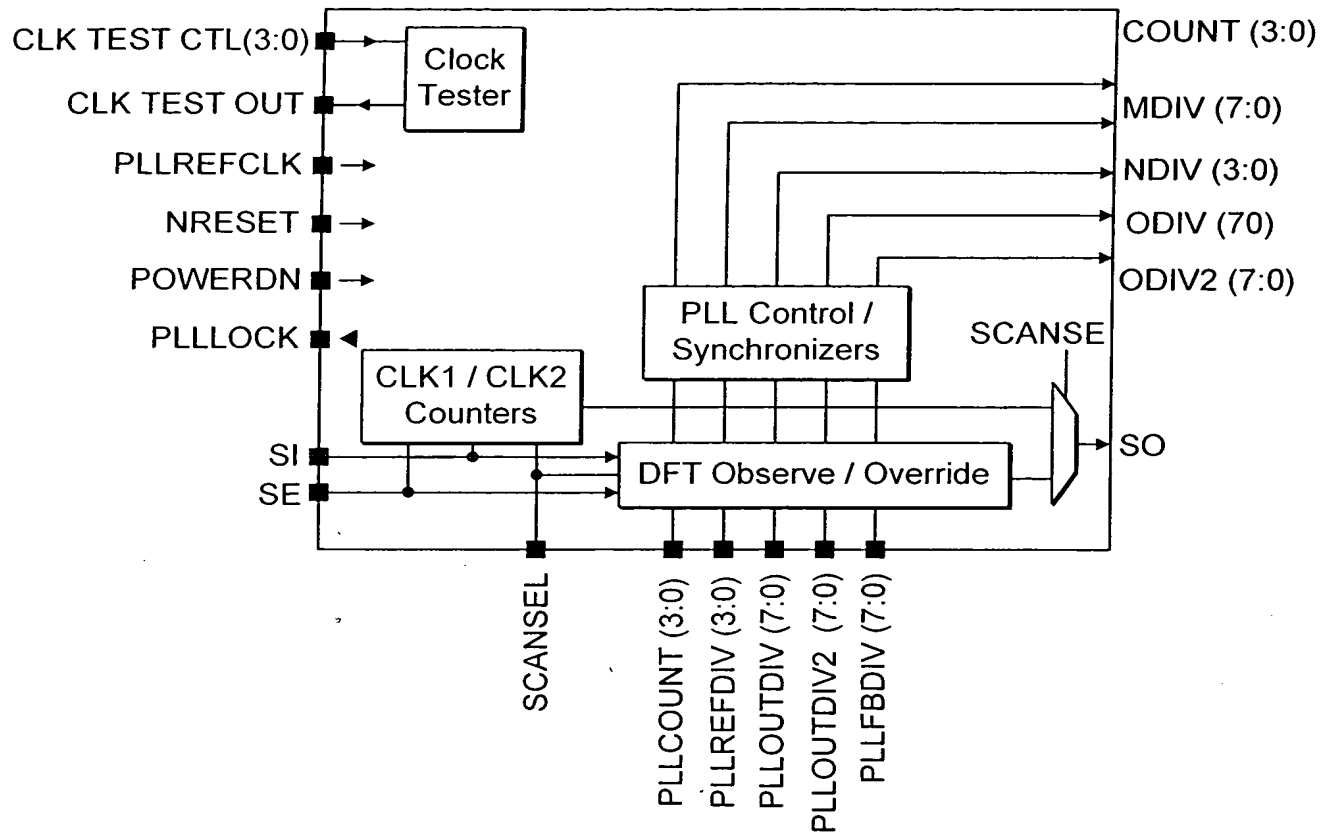 CLK TEST CTL(3:0)
CLK TEST OUT
PLLREFCLK
NRESET
POWERDN
PLLLOCK
SI
SE
Clock
Tester
CLK1 / CLK2
Counters
PLL Control /
Synchronizers
DFT Observe / Override
SCANSE
COUNT (3:0)
MDIV (7:0)
NDIV (3:0)
ODIV (70)
ODIV2 (7:0)
SO
SCANSEL
PLLCOUNT (3:0)
PLLREFDIV (3:0)
PLLOUTDIV (7:0)
PLLOUTDIV2 (7:0)
PLLFBDIV (7:0)